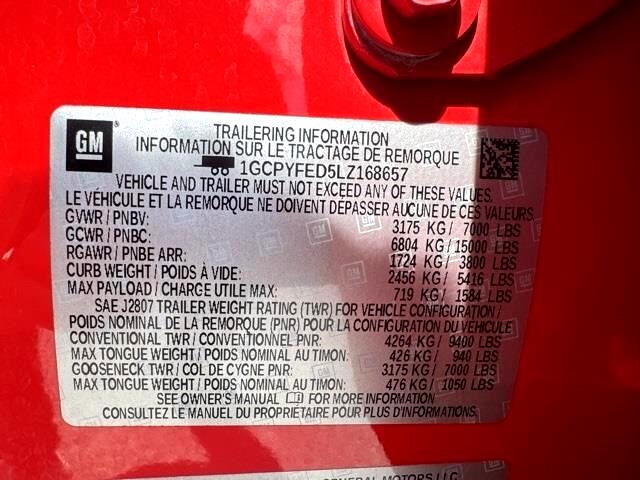 GM ®
TRAILERING INFORMATION
INFORMATION SUR LE TRACTAGE DE REMORQUE
1GCPYFED5LZ168657
VEHICLE AND TRAILER MUST NOT EXCEED ANY OF THESE VALUES.
LE VÉHICULE ET LA REMORQUE NE DOIVENT DÉPASSER AUCUNE DE CES VALEURS.
GVWR / PNBV: 3175 KG / 7000 LBS
GCWR / PNBC: 6804 KG / 15000 LBS
RGAWR / PNBE ARR: 1724 KG / 3800 LBS
CURB WEIGHT / POIDS À VIDE: 2456 KG / 5416 LBS
MAX PAYLOAD / CHARGE UTILE MAX: 719 KG / 1584 LBS
SAE J2807 TRAILER WEIGHT RATING (TWR) FOR VEHICLE CONFIGURATION /
POIDS NOMINAL DE LA REMORQUE (PNR) POUR LA CONFIGURATION DU VÉHICULE
CONVENTIONAL TWR / CONVENTIONNEL PNR: 4264 KG / 9400 LBS
MAX TONGUE WEIGHT / POIDS NOMINAL AU TIMON: 426 KG / 940 LBS
GOOSENECK TWR / COL DE CYGNE PNR: 3175 KG / 7000 LBS
MAX TONGUE WEIGHT / POIDS NOMINAL AU TIMON: 476 KG / 1050 LBS
SEE OWNER'S MANUAL FOR MORE INFORMATION
CONSULTEZ LE MANUEL DU PROPRIÉTAIRE POUR PLUS D'INFORMATIONS.
GENERAL MOTORS LLC